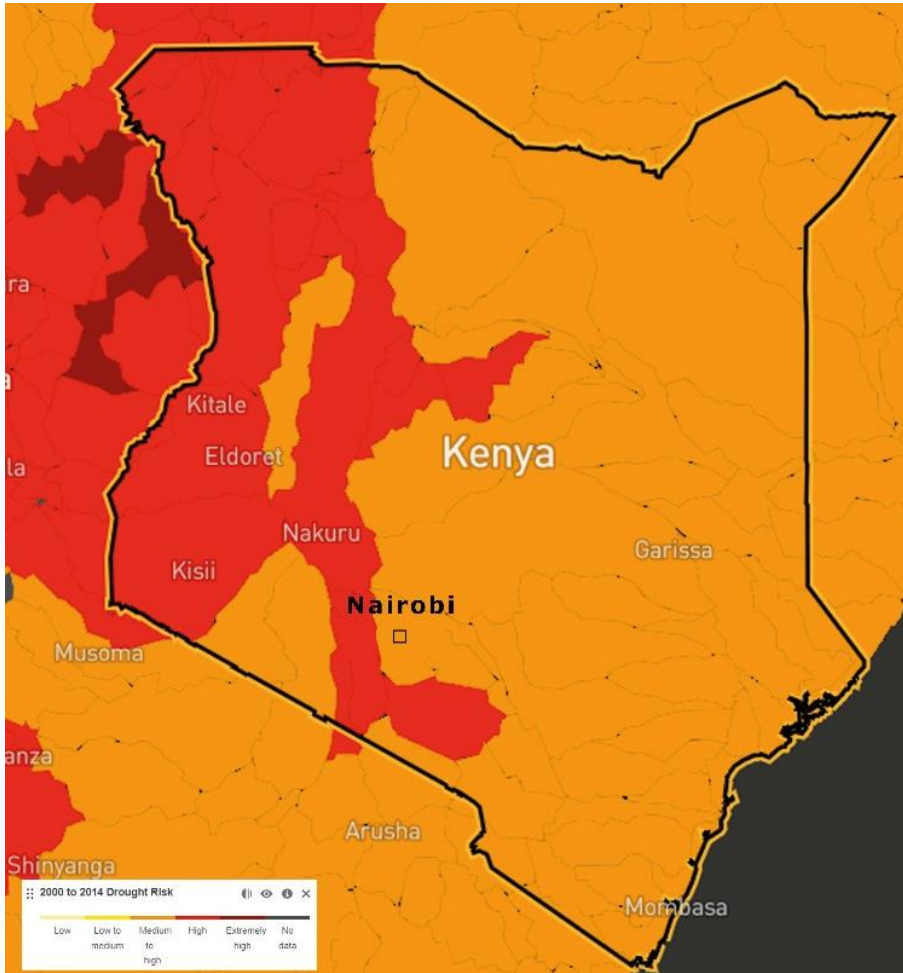 ra
a
Kitale
Eldoret
Kenya
la
Nakuru
Garissa
Kisii
Nairobi
Musoma
anza
Arusha
Shinyanga
Mombasa
2000 to 2014 Drought Risk
Low
Low to
medium
Medium
to
high
High
Extremely
high
No
data